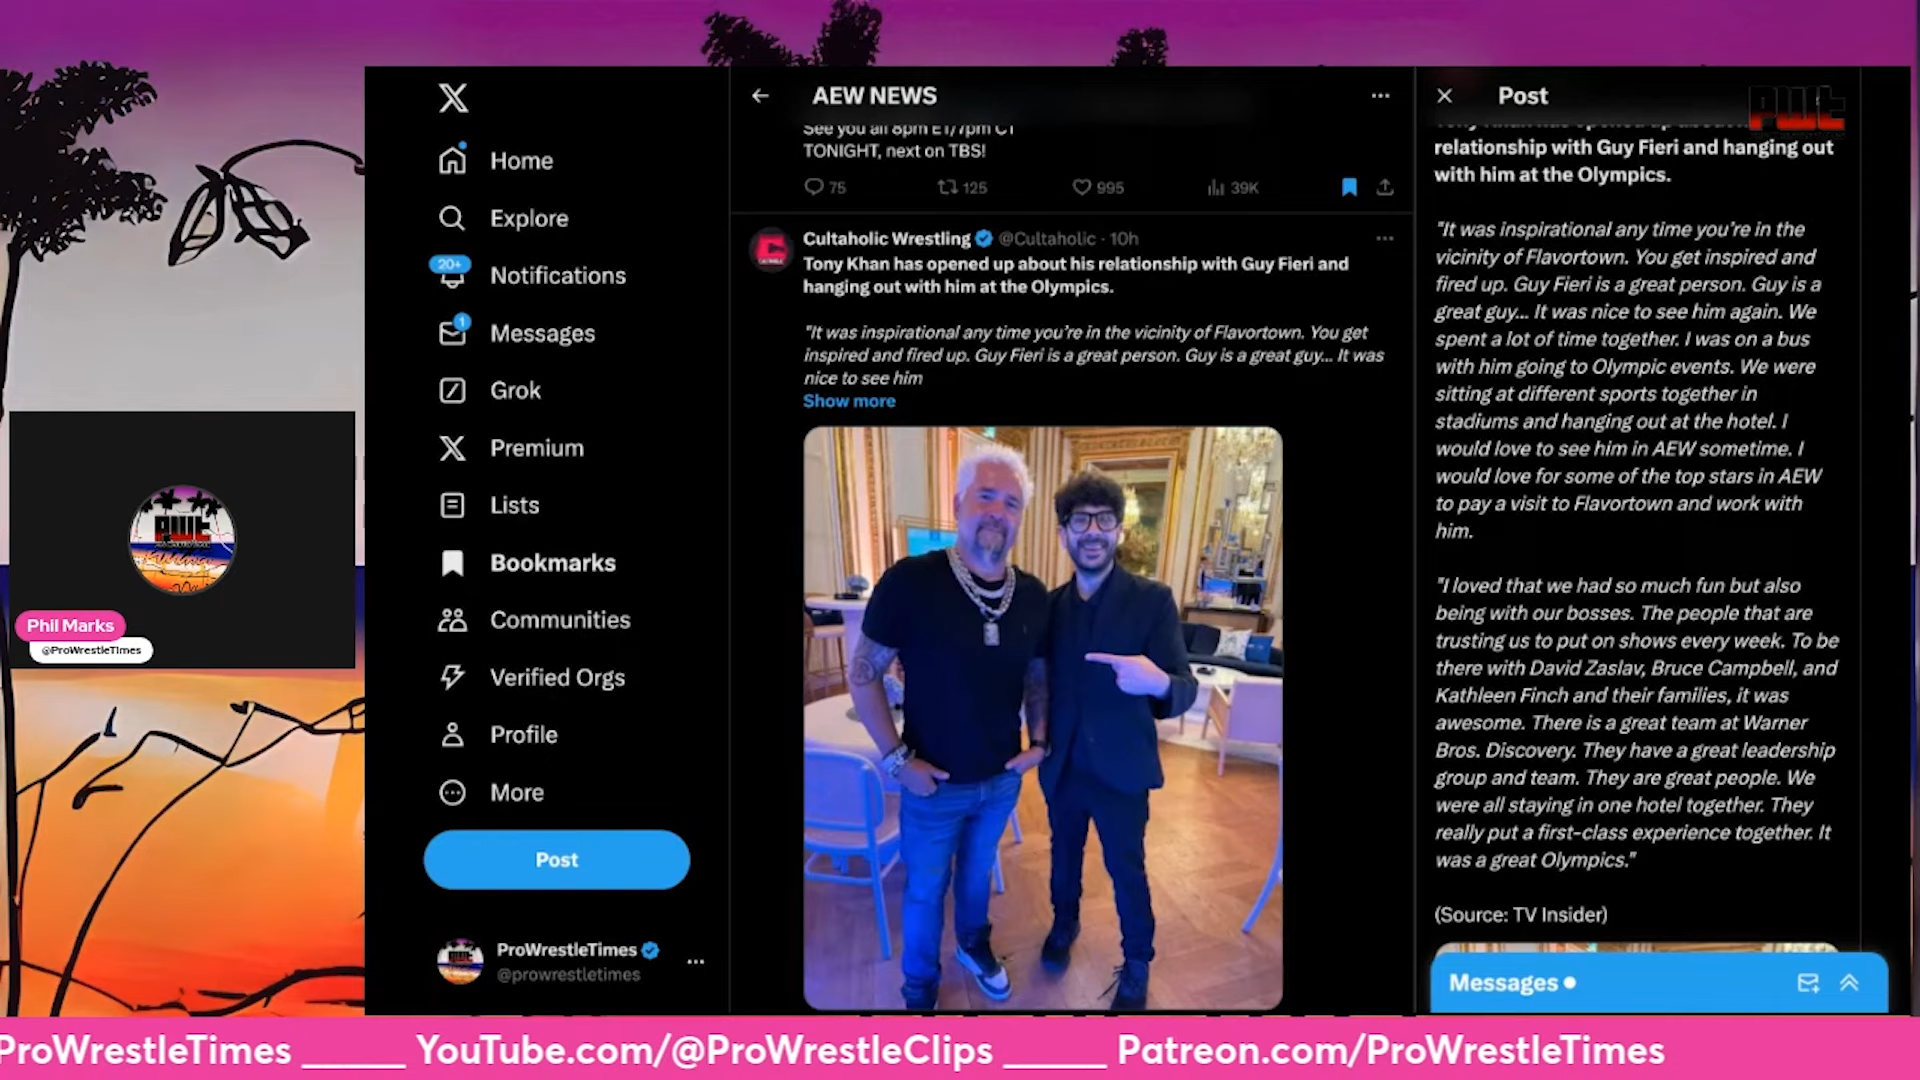 Home
Explore
20+
Notifications
1
Messages
Grok
Premium
Lists
Bookmarks
Communities
Verified Orgs
Profile
More
Post
ProWrestleTimes
@prowrestletimes
Phil Marks
@ProWrestleTimes
AEW NEWS
See you all 8pm ET/7pm CT
TONIGHT, next on TBS!
75
125
995
39K
Cultaholic Wrestling @Cultaholic · 10h
Tony Khan has opened up about his relationship with Guy Fieri and
hanging out with him at the Olympics.
"It was inspirational any time you're in the vicinity of Flavortown. You get
inspired and fired up. Guy Fieri is a great person. Guy is a great guy... It was
nice to see him
Show more
Post
PWT
Tony Khan has opened up about
relationship with Guy Fieri and hanging out
with him at the Olympics.
"It was inspirational any time you're in the
vicinity of Flavortown. You get inspired and
fired up. Guy Fieri is a great person. Guy is a
great guy... It was nice to see him again. We
spent a lot of time together. I was on a bus
with him going to Olympic events. We were
sitting at different sports together in
stadiums and hanging out at the hotel. I
would love to see him in AEW sometime. I
would love for some of the top stars in AEW
to pay a visit to Flavortown and work with
him.
"I loved that we had so much fun but also
being with our bosses. The people that are
trusting us to put on shows every week. To be
there with David Zaslav, Bruce Campbell, and
Kathleen Finch and their families, it was
awesome. There is a great team at Warner
Bros. Discovery. They have a great leadership
group and team. They are great people. We
were all staying in one hotel together. They
really put a first-class experience together. It
was a great Olympics."
(Source: TV Insider)
Messages
ProWrestleTimes _____ YouTube.com/@ProWrestleClips _____ Patreon.com/ProWrestleTimes